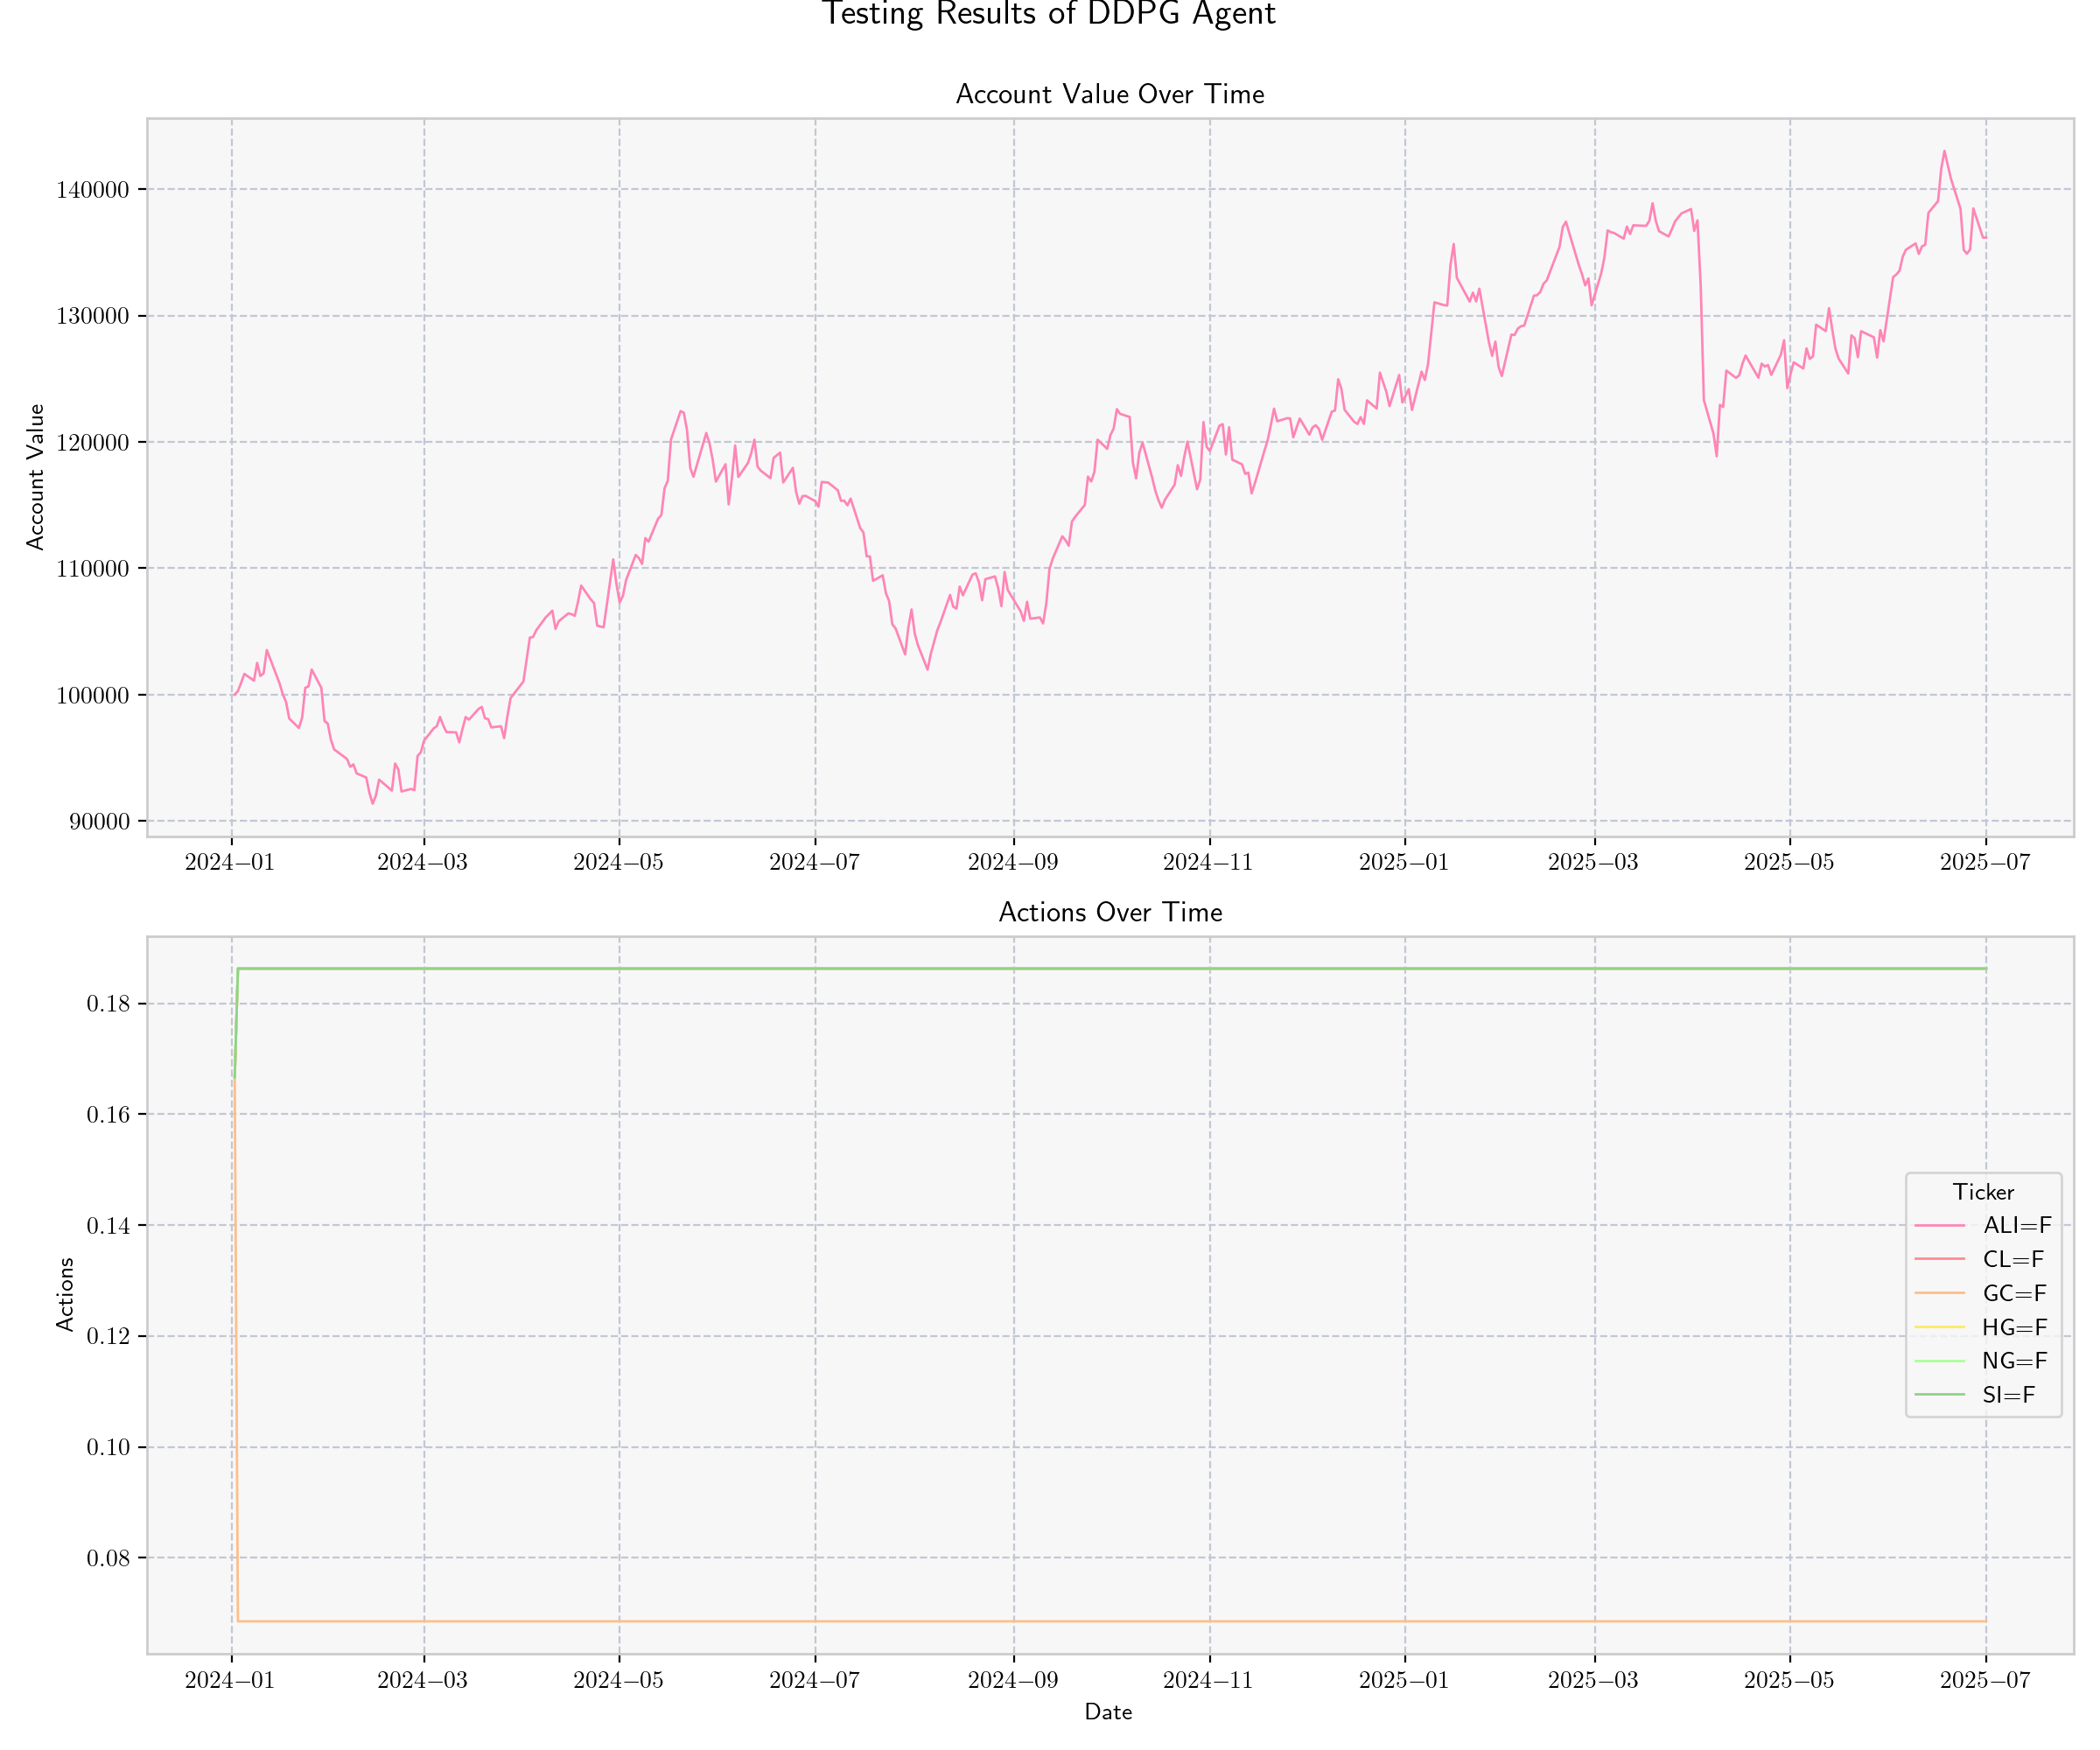 Testing Results of DDPG Agent
Account Value Over Time
Account Value
140000
130000
120000
110000
100000
90000
2024−01 2024−03 2024−05 2024−07 2024−09 2024−11 2025−01 2025−03 2025−05 2025−07
Actions Over Time
Actions
0.18
0.16
0.14
0.12
0.10
0.08
Ticker
ALI=F
CL=F
GC=F
HG=F
NG=F
SI=F
2024−01 2024−03 2024−05 2024−07 2024−09 2024−11 2025−01 2025−03 2025−05 2025−07
Date